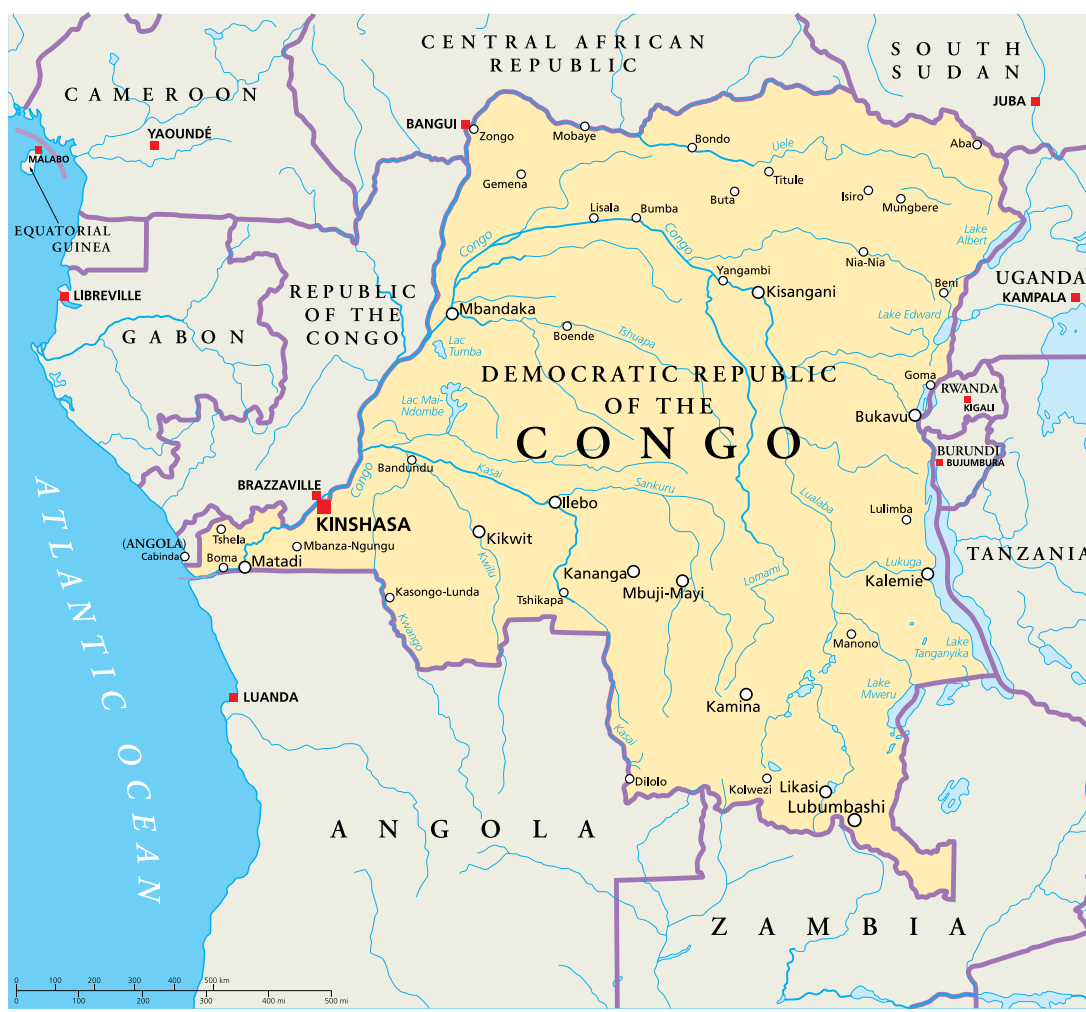 CENTRAL AFRICAN
REPUBLIC
SOUTH
SUDAN
CAMEROON
JUBA
BANGUI
YAOUNDÉ
Zongo
Mobaye
Bondo
Uele
Aba
MALABO
Gemena
Titule
Buta
Isiro
Mungbere
Lisala
Bumba
EQUATORIAL
GUINEA
Congo
Congo
Lake
Albert
Nia-Nia
Yangambi
Kisangani
Beni
UGANDA
KAMPALA
LIBREVILLE
REPUBLIC
OF THE
CONGO
Mbandaka
Lake Edward
GABON
Boende
Tshuapa
Lac
Tumba
DEMOCRATIC REPUBLIC
OF THE
CONGO
Goma
RWANDA
KIGALI
Lac Mai-
Ndombe
Bukavu
BURUNDI
BUJUMBURA
Bandundu
Congo
Kasai
Sankuru
Lualaba
BRAZZAVILLE
KINSHASA
Ilebo
Lulimba
Tshela
Kikwit
(ANGOLA)
Cabinda
Mbanza-Ngungu
TANZANIA
Boma
Matadi
Kwilu
Kananga
Mbuji-Mayi
Lomami
Lukuga
Kalemie
Kasongo-Lunda
Tshikapa
Kwango
Manono
Lake
Tanganyika
Lake
Mweru
ATLANTIC OCEAN
LUANDA
Kamina
Kasai
Dilolo
Kolwezi
Likasi
Lubumbashi
ANGOLA
ZAMBIA
0 100 200 300 400 500 km
0 100 200 300 400 mi 500 mi